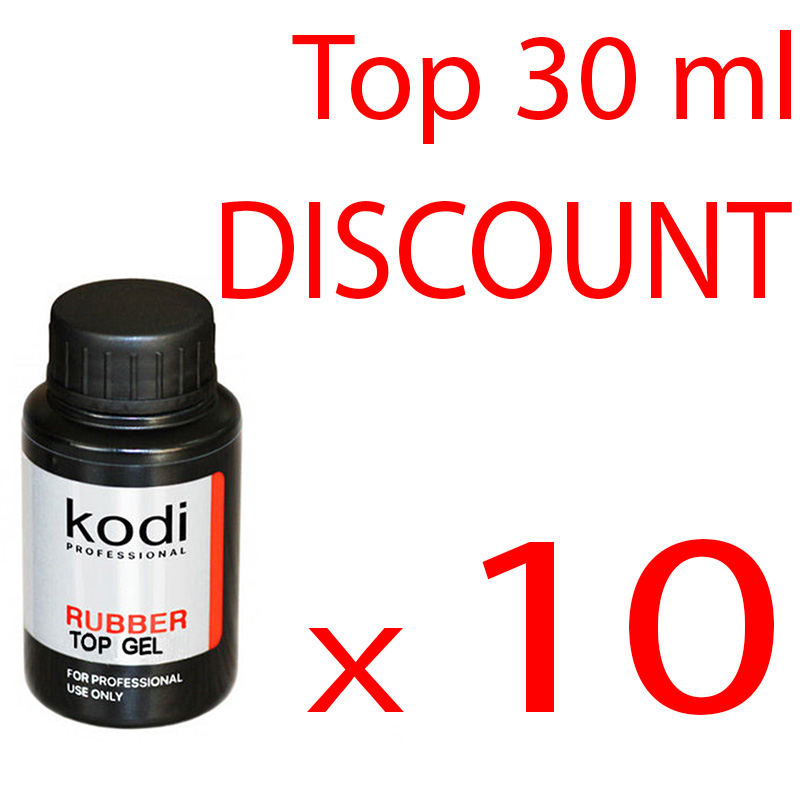 Top 30 ml
DISCOUNT
kodi
PROFESSIONAL
RUBBER
TOP GEL
FOR PROFESSIONAL
USE ONLY
x 10